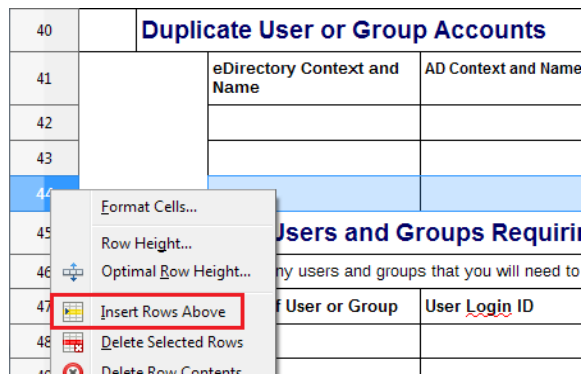 40 Duplicate User or Group Accounts
41 eDirectory Context and Name AD Context and Name
42
43
44
Format Cells...
45 Users and Groups Requiri
Row Height...
46 Optimal Row Height... ny users and groups that you will need to
47 Insert Rows Above f User or Group User Login ID
48 Delete Selected Rows
Delete Row Contents